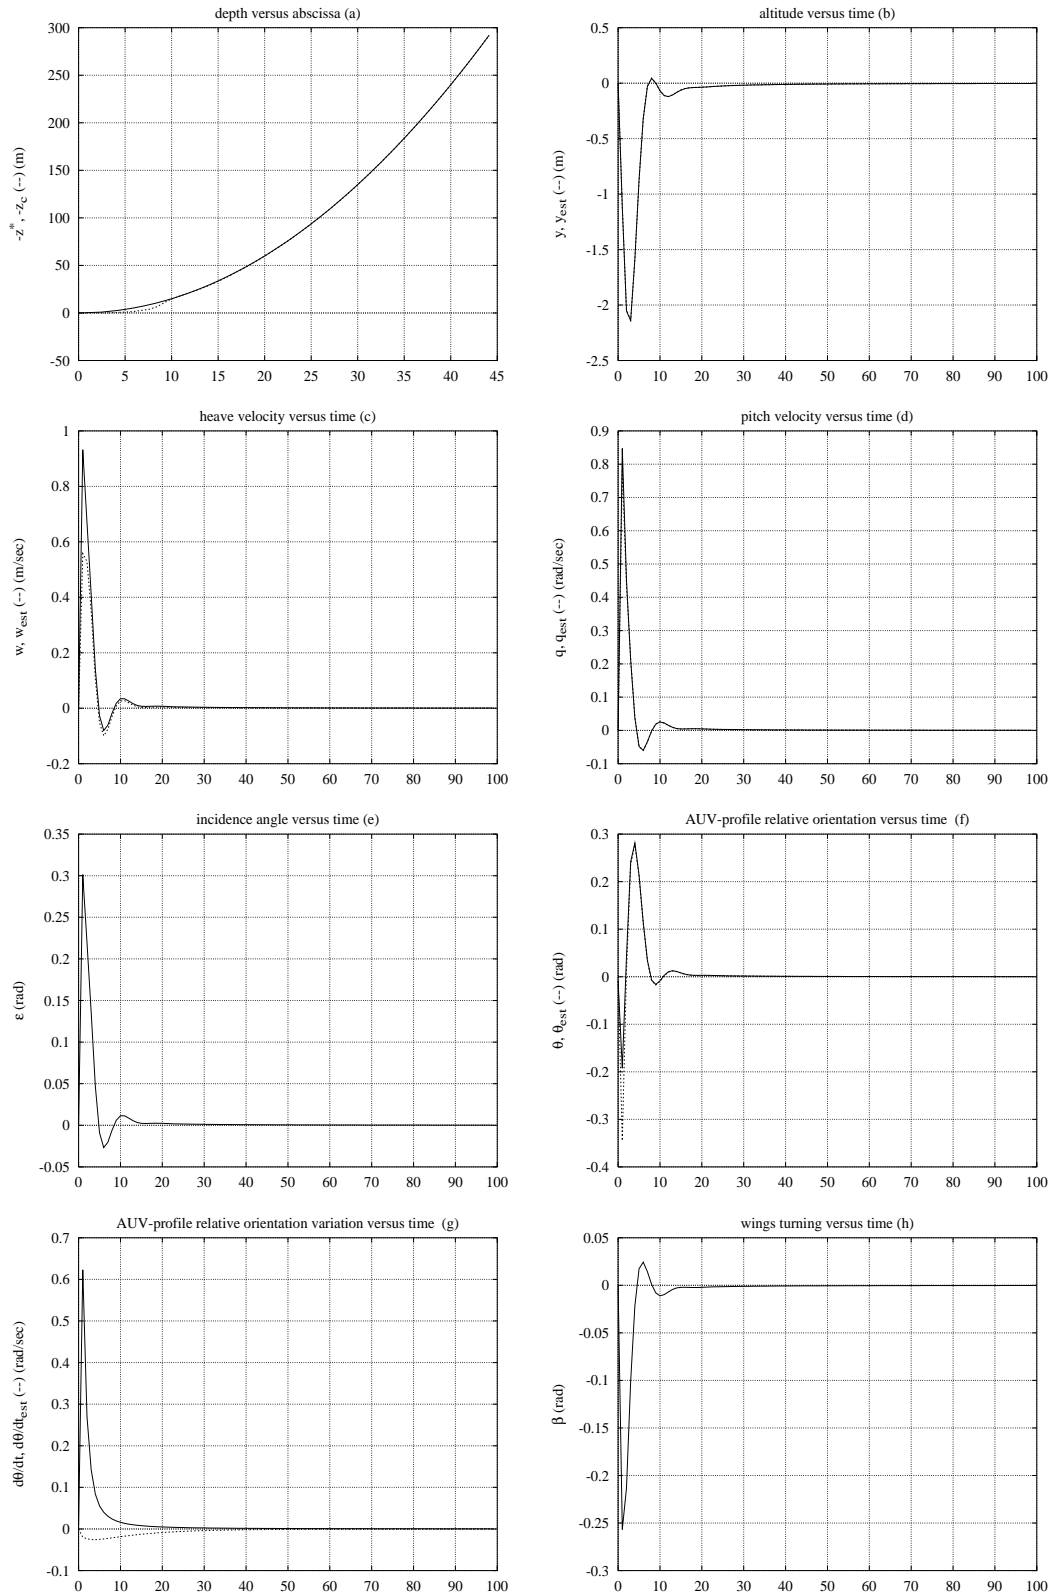 depth versus abscissa (a)
300
250
200
150
100
50
0
-50
-z*, -zc (--) (m)
0 5 10 15 20 25 30 35 40 45
altitude versus time (b)
0.5
0
-0.5
-1
-1.5
-2
-2.5
y, yest (--) (m)
0 10 20 30 40 50 60 70 80 90 100
heave velocity versus time (c)
1
0.8
0.6
0.4
0.2
0
-0.2
w, west (--) (m/sec)
0 10 20 30 40 50 60 70 80 90 100
pitch velocity versus time (d)
0.9
0.8
0.7
0.6
0.5
0.4
0.3
0.2
0.1
0
-0.1
q, qest (--) (rad/sec)
0 10 20 30 40 50 60 70 80 90 100
incidence angle versus time (e)
0.35
0.3
0.25
0.2
0.15
0.1
0.05
0
-0.05
ε (rad)
0 10 20 30 40 50 60 70 80 90 100
AUV-profile relative orientation versus time (f)
0.3
0.2
0.1
0
-0.1
-0.2
-0.3
-0.4
θ, θest (--) (rad)
0 10 20 30 40 50 60 70 80 90 100
AUV-profile relative orientation variation versus time (g)
0.7
0.6
0.5
0.4
0.3
0.2
0.1
0
-0.1
dθ/dt, dθ/dtest (--) (rad/sec)
0 10 20 30 40 50 60 70 80 90 100
wings turning versus time (h)
0.05
0
-0.05
-0.1
-0.15
-0.2
-0.25
-0.3
β (rad)
0 10 20 30 40 50 60 70 80 90 100